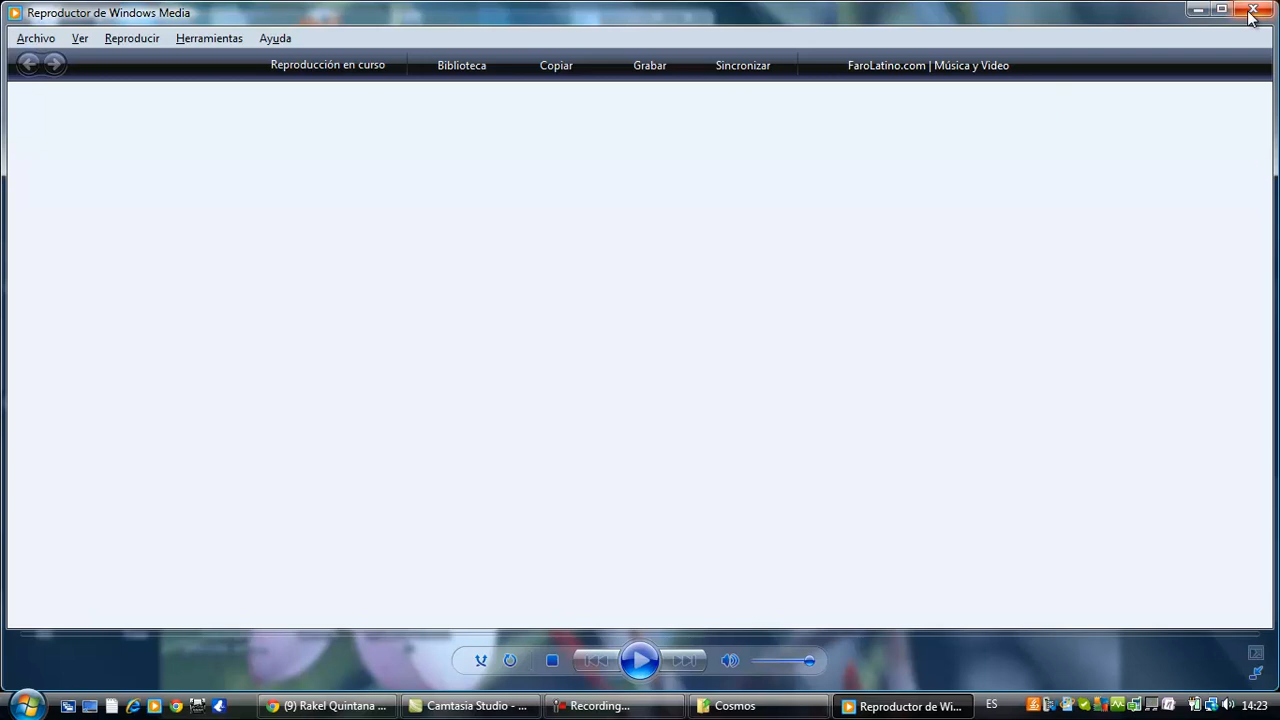 Reproductor de Windows Media
Archivo Ver Reproducir Herramientas Ayuda
Reproducción en curso Biblioteca Copiar Grabar Sincronizar FaroLatino.com | Música y Video
(9) Rakel Quintana ... Camtasia Studio - ... Recording... Cosmos Reproductor de Wi... ES 14:23